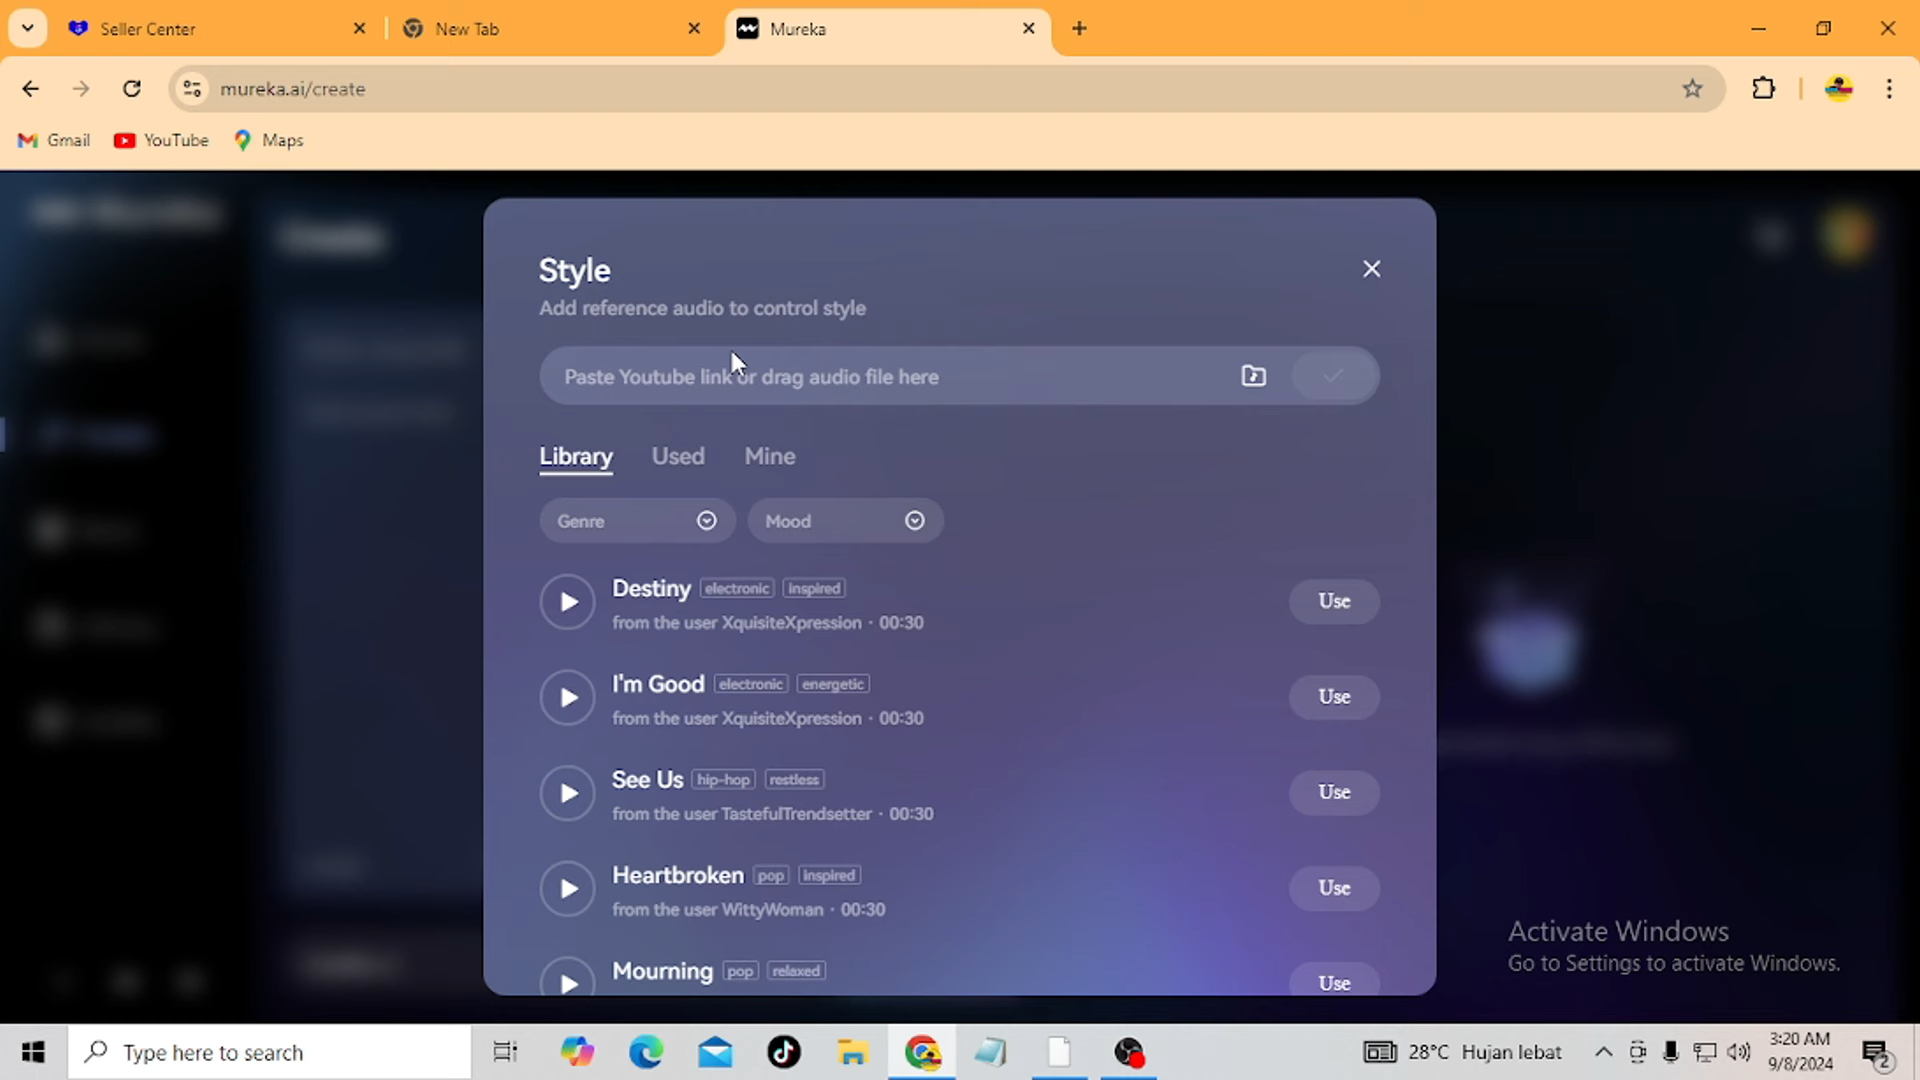 Seller Center
New Tab
Mureka
mureka.ai/create
Gmail
YouTube
Maps
Style
Add reference audio to control style
Paste Youtube link or drag audio file here
Library
Used
Mine
Genre
Mood
Destiny electronic inspired
from the user XquisiteXpression · 00:30
Use
I'm Good electronic energetic
from the user XquisiteXpression · 00:30
Use
See Us hip-hop restless
from the user TastefulTrendsetter · 00:30
Use
Heartbroken pop inspired
from the user WittyWoman · 00:30
Use
Mourning pop relaxed
Use
Activate Windows
Go to Settings to activate Windows.
Type here to search
28°C Hujan lebat
3:20 AM
9/8/2024
2